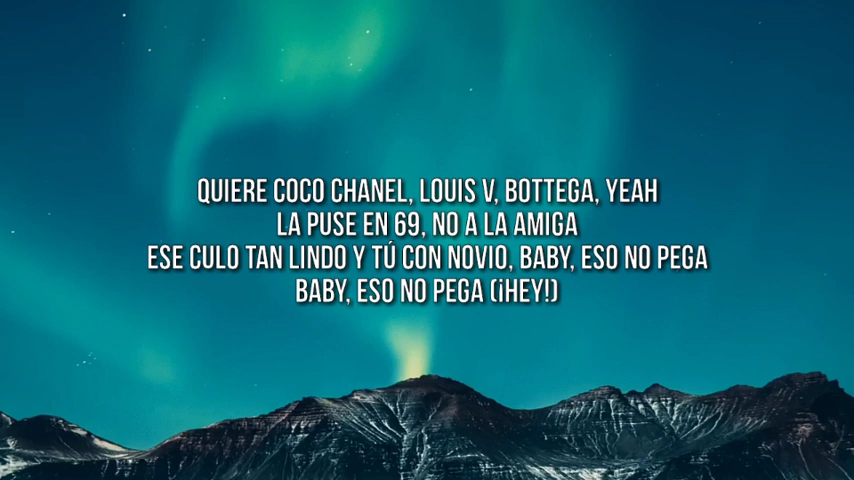 QUIERE COCO CHANEL, LOUIS V, BOTTEGA, YEAH
LA PUSE EN 69, NO A LA AMIGA
ESE CULO TAN LINDO Y TÚ CON NOVIO, BABY, ESO NO PEGA
BABY, ESO NO PEGA (¡HEY!)